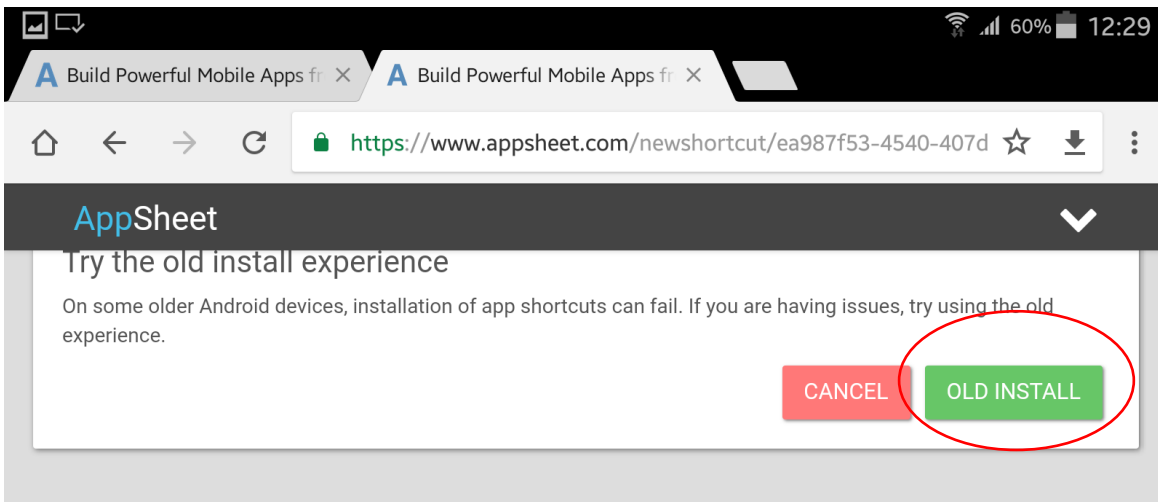 60% 12:29
A Build Powerful Mobile Apps fr A Build Powerful Mobile Apps fr
https://www.appsheet.com/newshortcut/ea987f53-4540-407d
AppSheet
Try the old install experience
On some older Android devices, installation of app shortcuts can fail. If you are having issues, try using the old
experience.
CANCEL OLD INSTALL